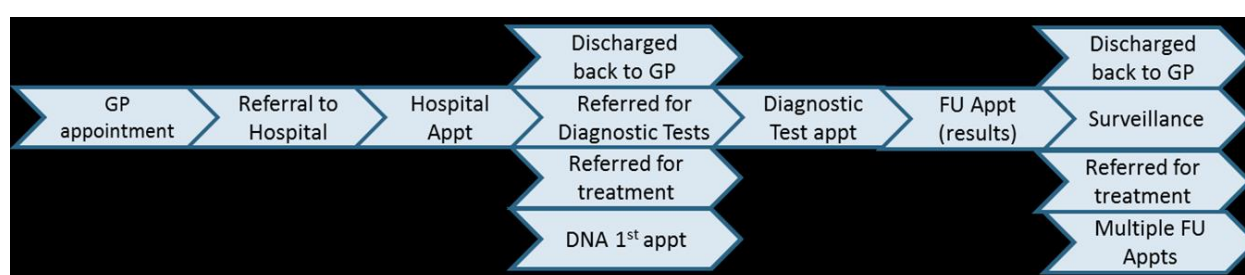 GP
appointment
Referral to
Hospital
Hospital
Appt
Discharged
back to GP
Referred for
Diagnostic Tests
Referred for
treatment
DNA 1st appt
Diagnostic
Test appt
FU Appt
(results)
Discharged
back to GP
Surveillance
Referred for
treatment
Multiple FU
Appts